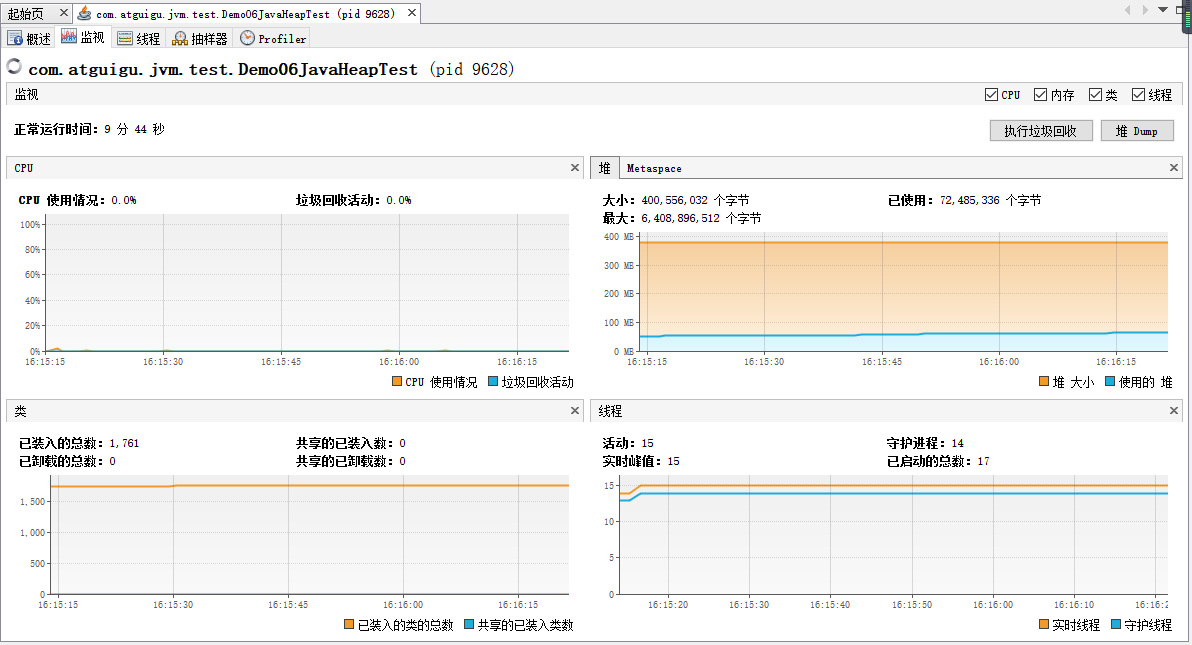 起始页 com.atguigu.jvm.test.Demo06JavaHeapTest (pid 9628)
概述 监视 线程 抽样器 Profiler
com.atguigu.jvm.test.Demo06JavaHeapTest (pid 9628)
监视 CPU 内存 类 线程
正常运行时间: 9 分 44 秒 执行垃圾回收 堆 Dump
CPU
CPU 使用情况: 0.0% 垃圾回收活动: 0.0%
100%
80%
60%
40%
20%
0%
16:15:15 16:15:30 16:15:45 16:16:00 16:16:15
CPU 使用情况 垃圾回收活动
堆 Metaspace
大小: 400,556,032 个字节 已使用: 72,485,336 个字节
最大: 6,408,896,512 个字节
400 MB
300 MB
200 MB
100 MB
0 MB
16:15:15 16:15:30 16:15:45 16:16:00 16:16:15
堆 大小 使用的 堆
类
已装入的总数: 1,761 共享的已装入数: 0
已卸载的总数: 0 共享的已卸载数: 0
1,500
1,000
500
0
16:15:15 16:15:30 16:15:45 16:16:00 16:16:15
已装入的类的总数 共享的已装入类数
线程
活动: 15 守护进程: 14
实时峰值: 15 已启动的总数: 17
15
10
5
0
16:15:20 16:15:30 16:15:40 16:15:50 16:16:00 16:16:10 16:16:2
实时线程 守护线程